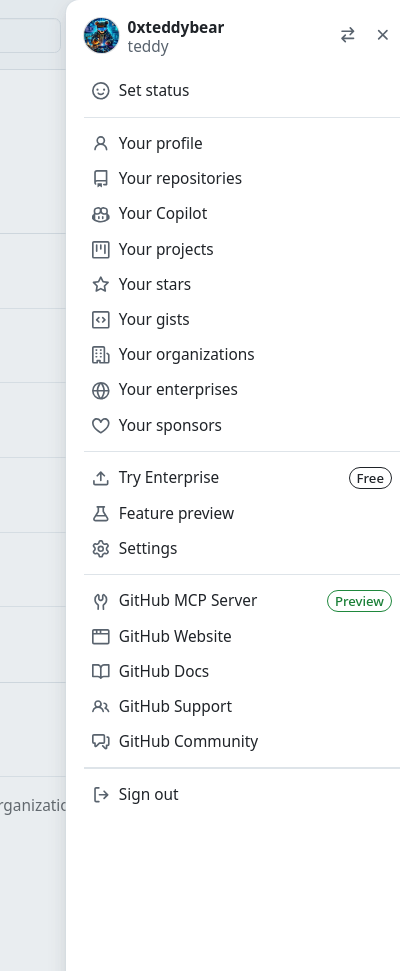 0xteddybear
teddy
Set status
Your profile
Your repositories
Your Copilot
Your projects
Your stars
Your gists
Your organizations
Your enterprises
Your sponsors
Try Enterprise Free
Feature preview
Settings
GitHub MCP Server Preview
GitHub Website
GitHub Docs
GitHub Support
GitHub Community
rganizatio
Sign out